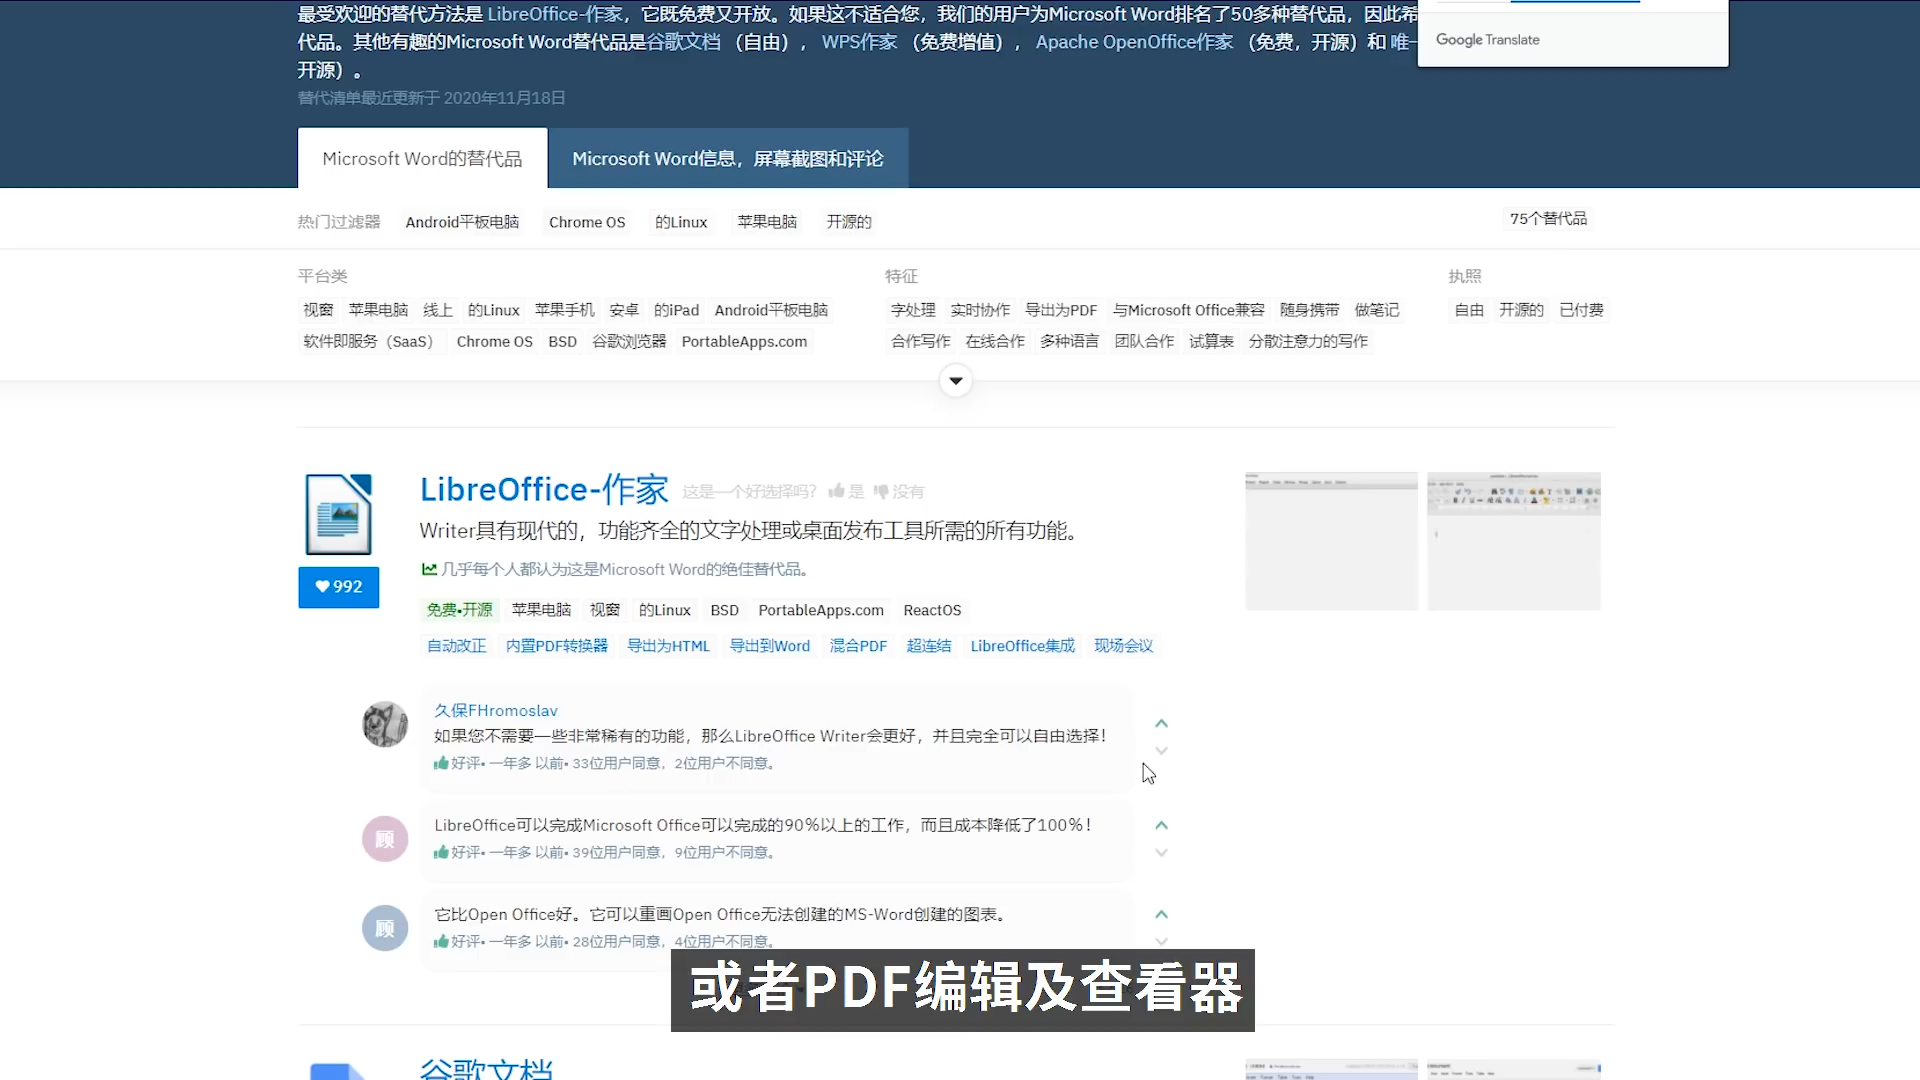 最受欢迎的替代方法是 LibreOffice-作家，它既免费又开放。如果这不适合您，我们的用户为Microsoft Word排名了50多种替代品，因此希
代品。其他有趣的Microsoft Word替代品是谷歌文档 （自由），WPS作家 （免费增值），Apache OpenOffice作家 （免费，开源）和 唯一
开源）。
Google Translate
替代清单最近更新于 2020年11月18日
Microsoft Word的替代品
Microsoft Word信息，屏幕截图和评论
热门过滤器 Android平板电脑 Chrome OS 的Linux 苹果电脑 开源的
75个替代品
平台类
视窗 苹果电脑 线上 的Linux 苹果手机 安卓 的iPad Android平板电脑
软件即服务（SaaS） Chrome OS BSD 谷歌浏览器 PortableApps.com
特征
字处理 实时协作 导出为PDF 与Microsoft Office兼容 随身携带 做笔记
合作写作 在线合作 多种语言 团队合作 试算表 分散注意力的写作
执照
自由 开源的 已付费
LibreOffice-作家 这是一个好选择吗？ 是 没有
Writer具有现代的，功能齐全的文字处理或桌面发布工具所需的所有功能。
几乎每个人都认为这是Microsoft Word的绝佳替代品。
992
免费•开源 苹果电脑 视窗 的Linux BSD PortableApps.com ReactOS
自动改正 内置PDF转换器 导出为HTML 导出到Word 混合PDF 超连结 LibreOffice集成 现场会议
久保FHromoslav
如果您不需要一些非常稀有的功能，那么LibreOffice Writer会更好，并且完全可以自由选择！
好评• 一年多 以前• 33位用户同意，2位用户不同意。
顾
LibreOffice可以完成Microsoft Office可以完成的90％以上的工作，而且成本降低了100％！
好评• 一年多 以前• 39位用户同意，9位用户不同意。
顾
它比Open Office好。它可以重画Open Office无法创建的MS-Word创建的图表。
好评• 一年多 以前• 28位用户同意，4位用户不同意。
或者PDF编辑及查看器
谷歌文档